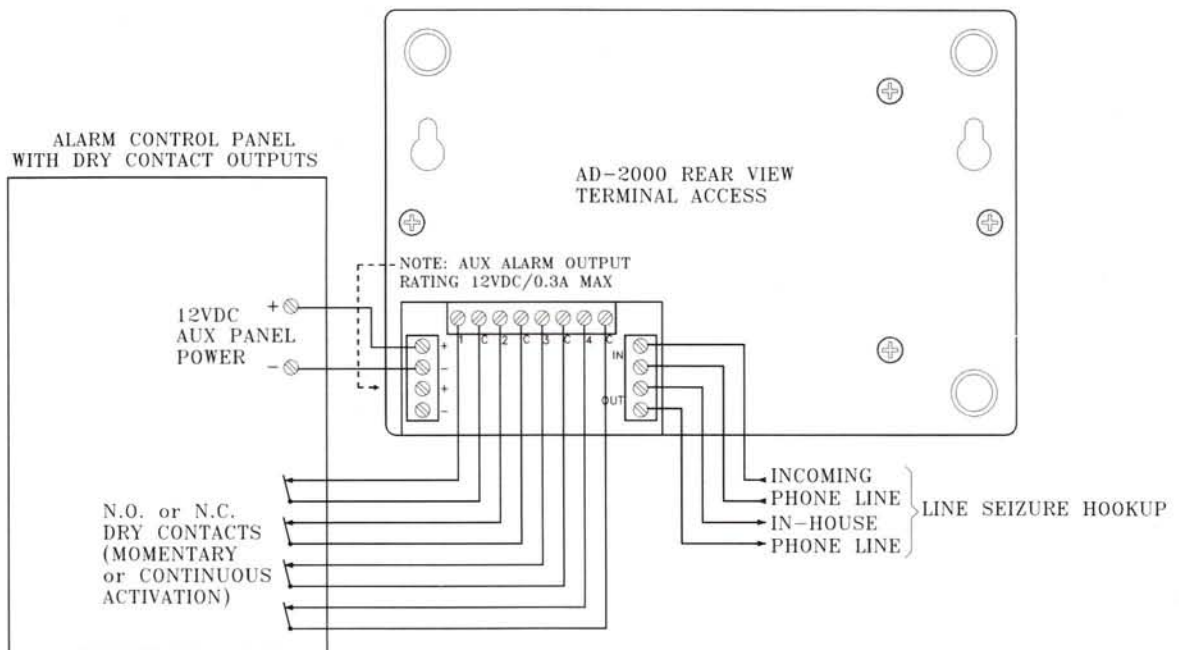 ALARM CONTROL PANEL
WITH DRY CONTACT OUTPUTS
AD-2000 REAR VIEW
TERMINAL ACCESS
NOTE: AUX ALARM OUTPUT
RATING 12VDC/0.3A MAX
12VDC
AUX PANEL
POWER
+
-
+
-
+
-
1 C 2 C 3 C 4 C
IN
OUT
N.O. or N.C.
DRY CONTACTS
(MOMENTARY
or CONTINUOUS
ACTIVATION)
INCOMING
PHONE LINE
IN-HOUSE
PHONE LINE
LINE SEIZURE HOOKUP